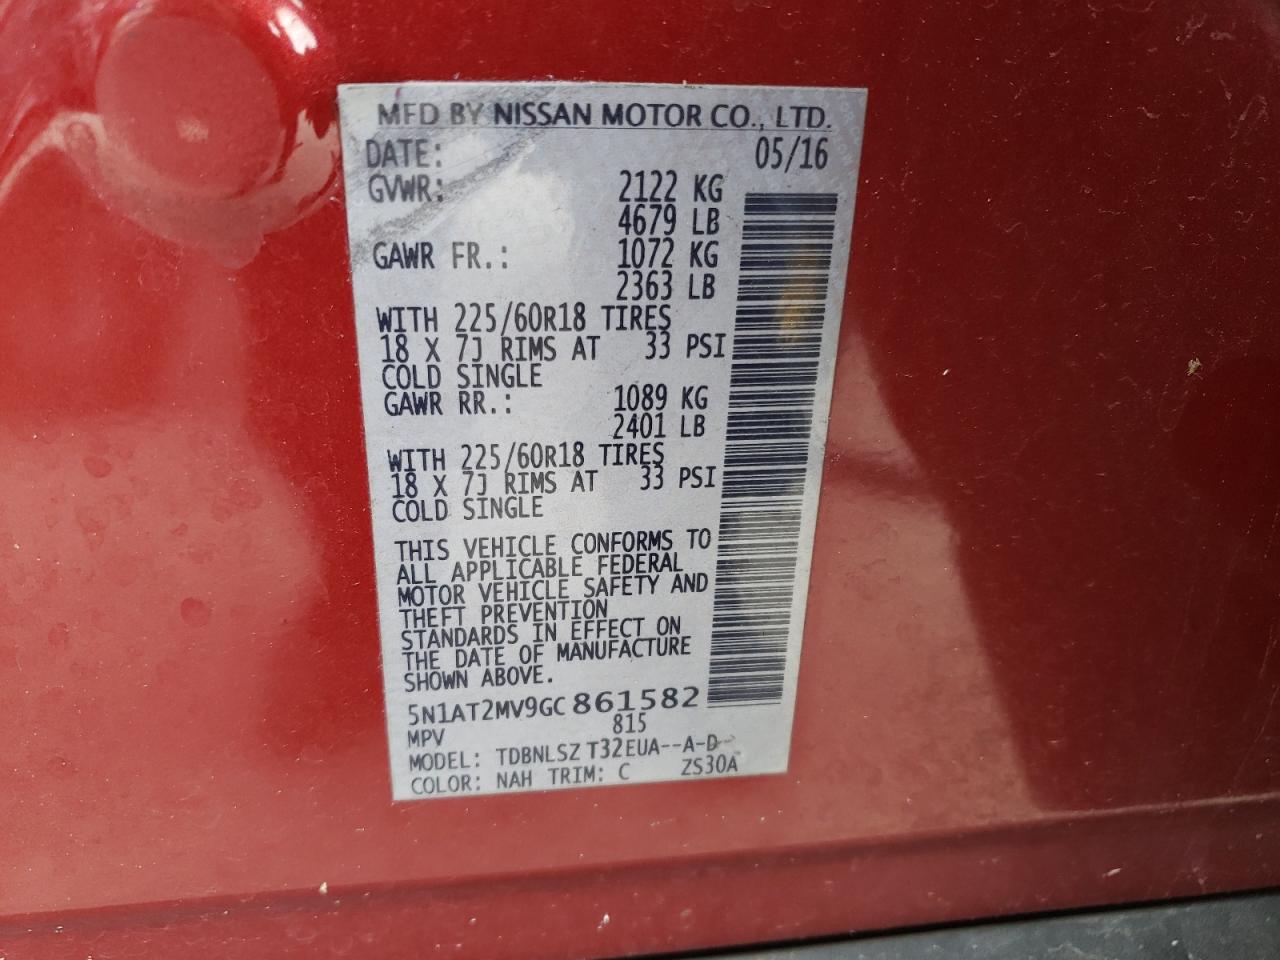 MFD BY NISSAN MOTOR CO., LTD.
DATE: 05/16
GVWR: 2122 KG
4679 LB
GAWR FR.: 1072 KG
2363 LB
WITH 225/60R18 TIRES
18 X 7J RIMS AT 33 PSI
COLD SINGLE
GAWR RR.: 1089 KG
2401 LB
WITH 225/60R18 TIRES
18 X 7J RIMS AT 33 PSI
COLD SINGLE
THIS VEHICLE CONFORMS TO
ALL APPLICABLE FEDERAL
MOTOR VEHICLE SAFETY AND
THEFT PREVENTION
STANDARDS IN EFFECT ON
THE DATE OF MANUFACTURE
SHOWN ABOVE.
5N1AT2MV9GC861582
MPV 815
MODEL: TDBNLSZ T32EUA--A-D--
COLOR: NAH TRIM: C ZS30A